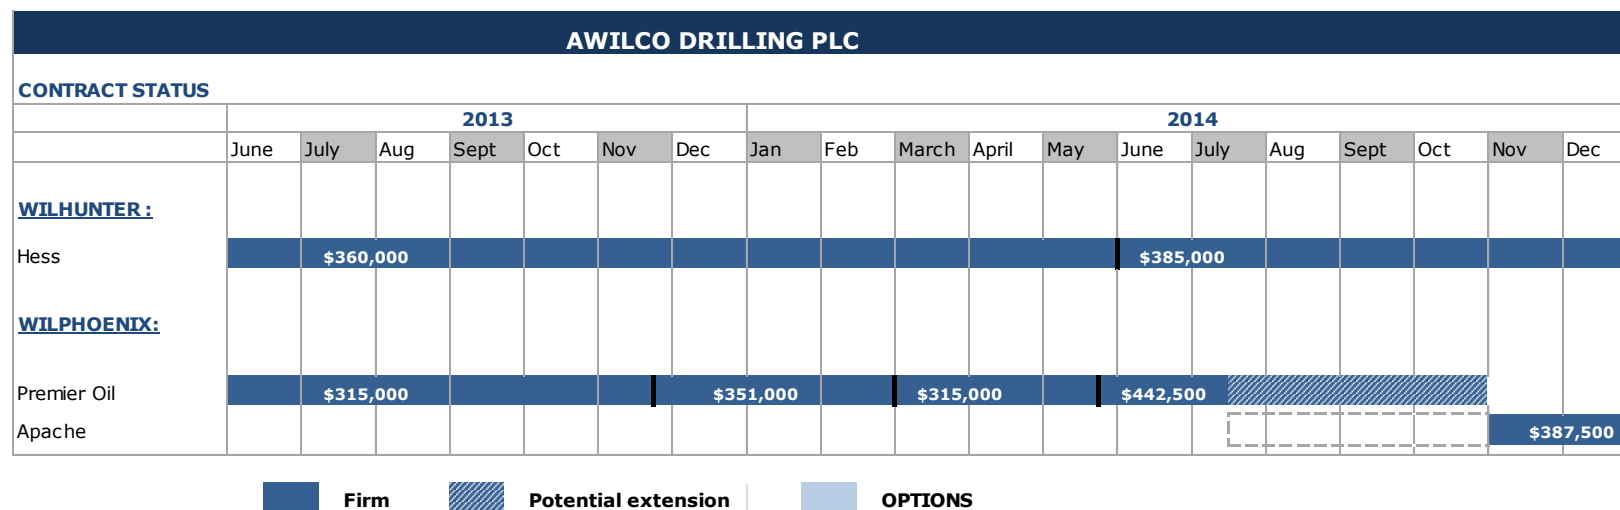 AWILCO DRILLING PLC
CONTRACT STATUS
2013 2014
June July Aug Sept Oct Nov Dec Jan Feb March April May June July Aug Sept Oct Nov Dec
WILHUNTER :
Hess $360,000 $385,000
WILPHOENIX:
Premier Oil $315,000 $351,000 $315,000 $442,500
Apache $387,500
Firm Potential extension OPTIONS